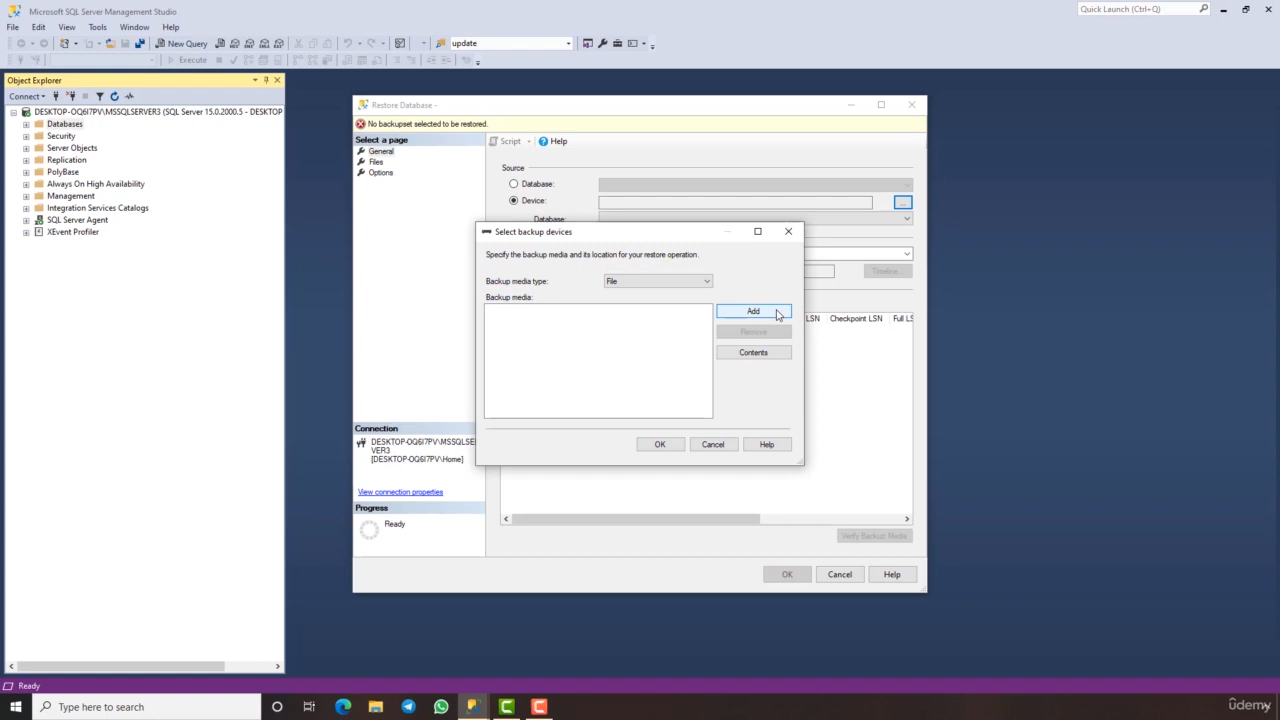 Microsoft SQL Server Management Studio
Quick Launch (Ctrl+Q)
File Edit View Tools Window Help
New Query
update
Execute
Object Explorer
Connect
DESKTOP-OQ6I7PV\MSSQLSERVER3 (SQL Server 15.0.2000.5 - DESKTOP
Databases
Security
Server Objects
Replication
PolyBase
Always On High Availability
Management
Integration Services Catalogs
SQL Server Agent
XEvent Profiler
Restore Database -
No backupset selected to be restored.
Select a page
General
Files
Options
Script
Help
Source
Database:
Device:
...
Database:
Timeline...
LSN Checkpoint LSN Full LS
Select backup devices
Specify the backup media and its location for your restore operation.
Backup media type: File
Backup media:
Add
Remove
Contents
OK Cancel Help
Connection
DESKTOP-OQ6I7PV\MSSQLSE
VER3
[DESKTOP-OQ6I7PV\Home]
View connection properties
Progress
Ready
Verify Backup Media
OK Cancel Help
Ready
Type here to search
ûdemy